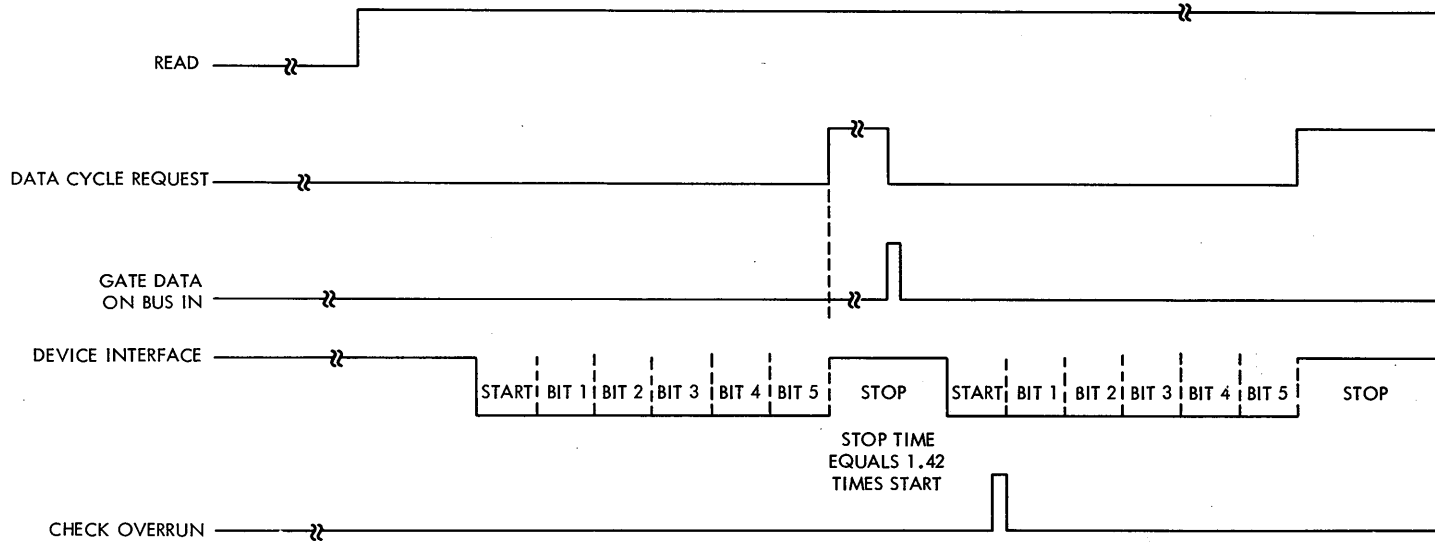 READ
DATA CYCLE REQUEST
GATE DATA
ON BUS IN
DEVICE INTERFACE
START BIT 1 BIT 2 BIT 3 BIT 4 BIT 5 STOP START BIT 1 BIT 2 BIT 3 BIT 4 BIT 5 STOP
STOP TIME
EQUALS 1.42
TIMES START
CHECK OVERRUN